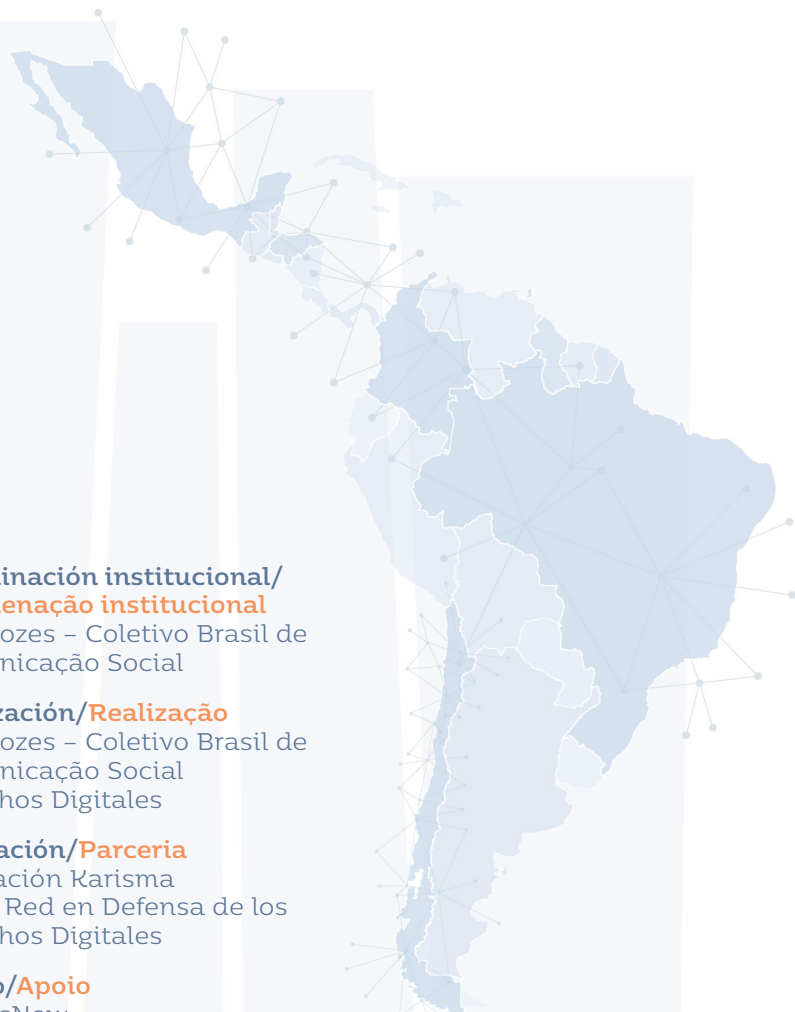 inación institucional/
enação institucional
ozes – Coletivo Brasil de
nicação Social
zación/Realização
ozes – Coletivo Brasil de
nicação Social
hos Digitales
ación/Parceria
ación Karisma
Red en Defensa de los
hos Digitales
o/Apoio